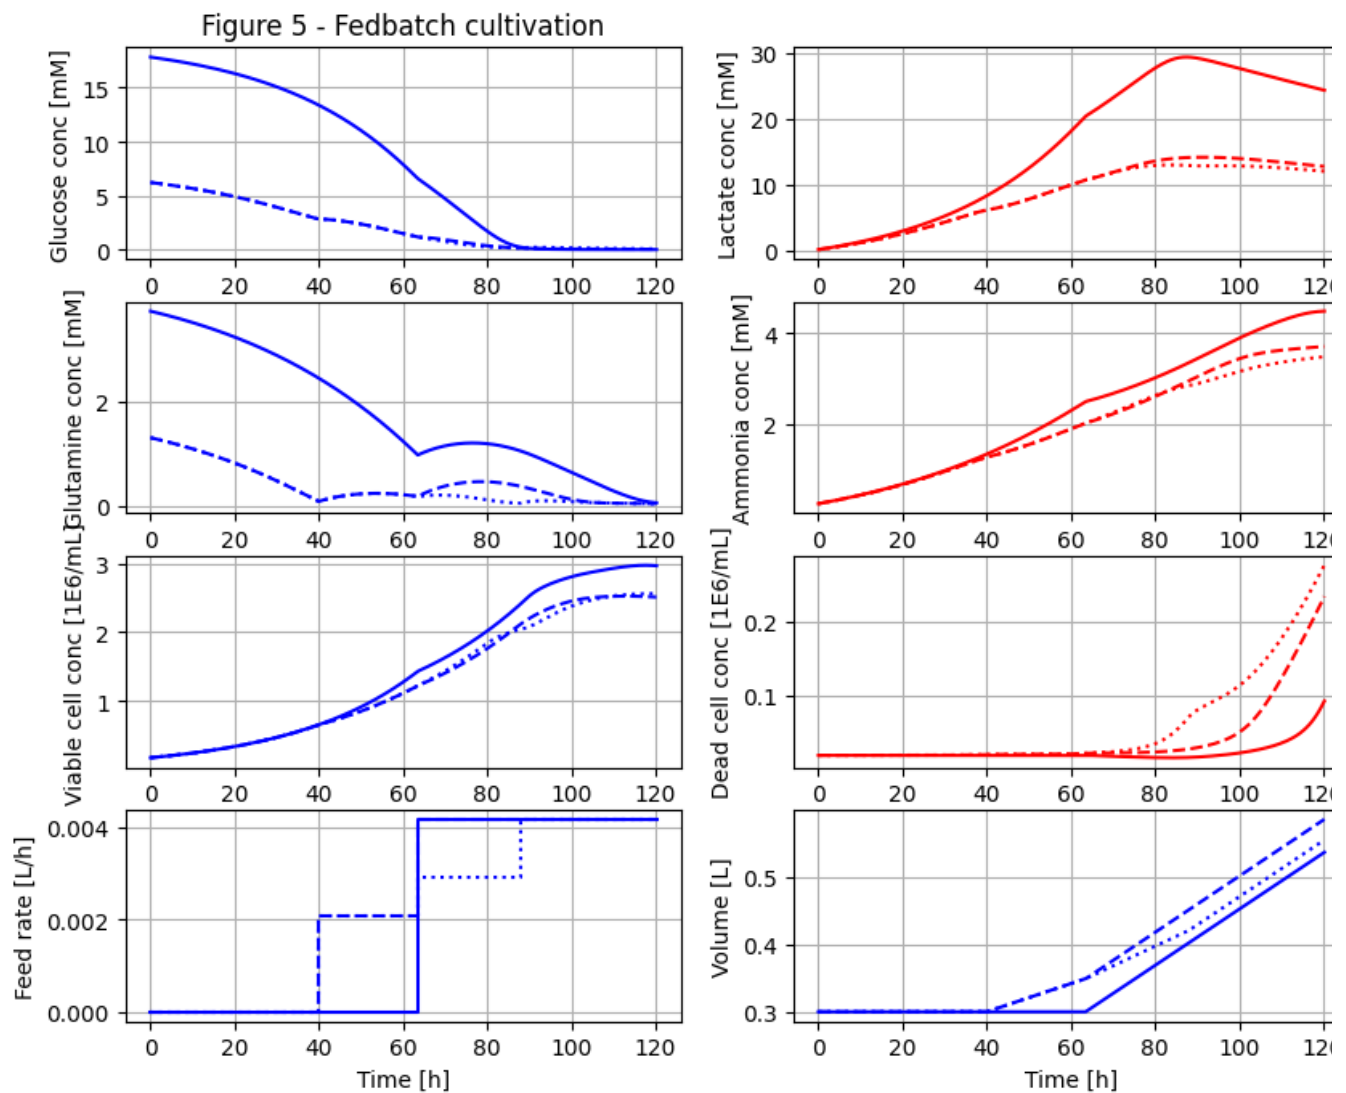 Figure 5 - Fedbatch cultivation
Glucose conc [mM]
15
10
5
0
0 20 40 60 80 100 120
Lactate conc [mM]
30
20
10
0
0 20 40 60 80 100 120
Glutamine conc [mM]
2
0
0 20 40 60 80 100 120
Ammonia conc [mM]
4
2
0 20 40 60 80 100 120
Viable cell conc [1E6/mL]
3
2
1
0 20 40 60 80 100 120
Dead cell conc [1E6/mL]
0.2
0.1
0 20 40 60 80 100 120
Feed rate [L/h]
0.004
0.002
0.000
0 20 40 60 80 100 120
Time [h]
Volume [L]
0.5
0.4
0.3
0 20 40 60 80 100 120
Time [h]